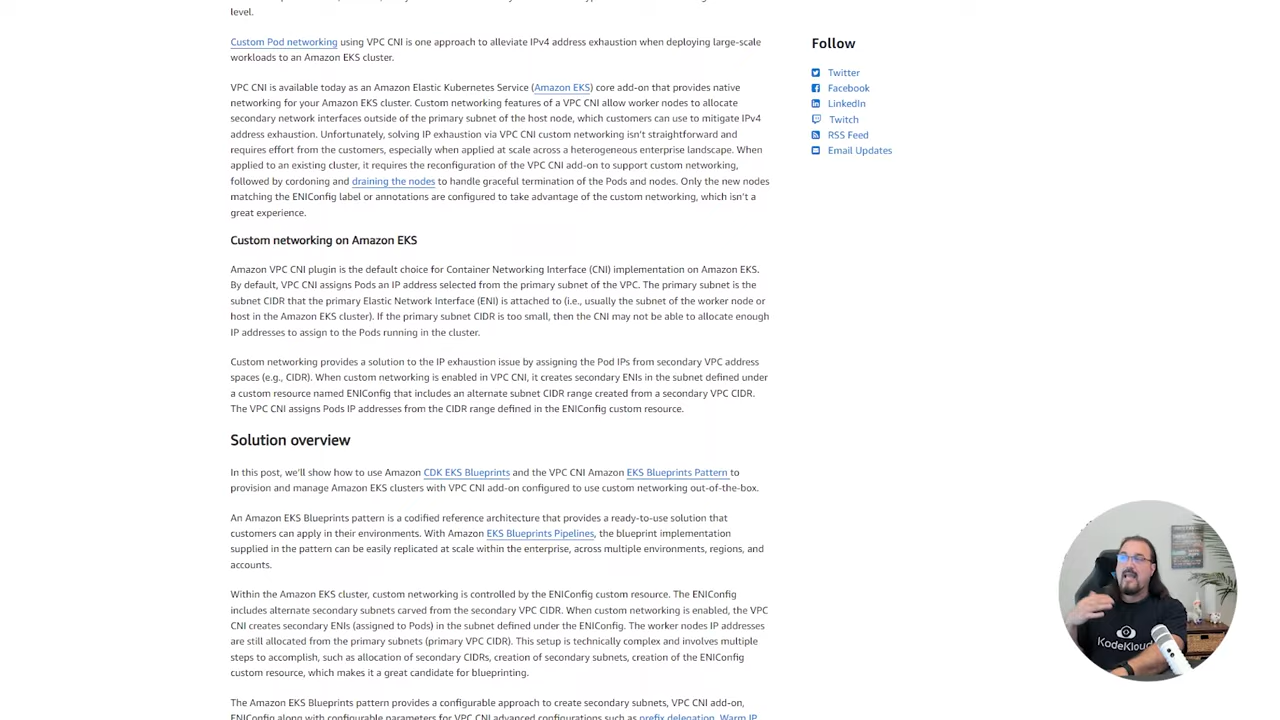 level.
Custom Pod networking using VPC CNI is one approach to alleviate IPv4 address exhaustion when deploying large-scale
workloads to an Amazon EKS cluster.
VPC CNI is available today as an Amazon Elastic Kubernetes Service (Amazon EKS) core add-on that provides native
networking for your Amazon EKS cluster. Custom networking features of a VPC CNI allow worker nodes to allocate
secondary network interfaces outside of the primary subnet of the host node, which customers can use to mitigate IPv4
address exhaustion. Unfortunately, solving IP exhaustion via VPC CNI custom networking isn't straightforward and
requires effort from the customers, especially when applied at scale across a heterogeneous enterprise landscape. When
applied to an existing cluster, it requires the reconfiguration of the VPC CNI add-on to support custom networking,
followed by cordoning and draining the nodes to handle graceful termination of the Pods and nodes. Only the new nodes
matching the ENIConfig label or annotations are configured to take advantage of the custom networking, which isn't a
great experience.
Custom networking on Amazon EKS
Amazon VPC CNI plugin is the default choice for Container Networking Interface (CNI) implementation on Amazon EKS.
By default, VPC CNI assigns Pods an IP address selected from the primary subnet of the VPC. The primary subnet is the
subnet CIDR that the primary Elastic Network Interface (ENI) is attached to (i.e., usually the subnet of the worker node or
host in the Amazon EKS cluster). If the primary subnet CIDR is too small, then the CNI may not be able to allocate enough
IP addresses to assign to the Pods running in the cluster.
Custom networking provides a solution to the IP exhaustion issue by assigning the Pod IPs from secondary VPC address
spaces (e.g., CIDR). When custom networking is enabled in VPC CNI, it creates secondary ENIs in the subnet defined under
a custom resource named ENIConfig that includes an alternate subnet CIDR range created from a secondary VPC CIDR.
The VPC CNI assigns Pods IP addresses from the CIDR range defined in the ENIConfig custom resource.
Solution overview
In this post, we'll show how to use Amazon CDK EKS Blueprints and the VPC CNI Amazon EKS Blueprints Pattern to
provision and manage Amazon EKS clusters with VPC CNI add-on configured to use custom networking out-of-the-box.
An Amazon EKS Blueprints pattern is a codified reference architecture that provides a ready-to-use solution that
customers can apply in their environments. With Amazon EKS Blueprints Pipelines, the blueprint implementation
supplied in the pattern can be easily replicated at scale within the enterprise, across multiple environments, regions, and
accounts.
Within the Amazon EKS cluster, custom networking is controlled by the ENIConfig custom resource. The ENIConfig
includes alternate secondary subnets carved from the secondary VPC CIDR. When custom networking is enabled, the VPC
CNI creates secondary ENIs (assigned to Pods) in the subnet defined under the ENIConfig. The worker nodes IP addresses
are still allocated from the primary subnets (primary VPC CIDR). This setup is technically complex and involves multiple
steps to accomplish, such as allocation of secondary CIDRs, creation of secondary subnets, creation of the ENIConfig
custom resource, which makes it a great candidate for blueprinting.
The Amazon EKS Blueprints pattern provides a configurable approach to create secondary subnets, VPC CNI add-on,
ENIConfig along with configurable parameters for VPC CNI advanced configurations such as prefix delegation, Warm IP
Follow
Twitter
Facebook
LinkedIn
Twitch
RSS Feed
Email Updates
KodeKloud